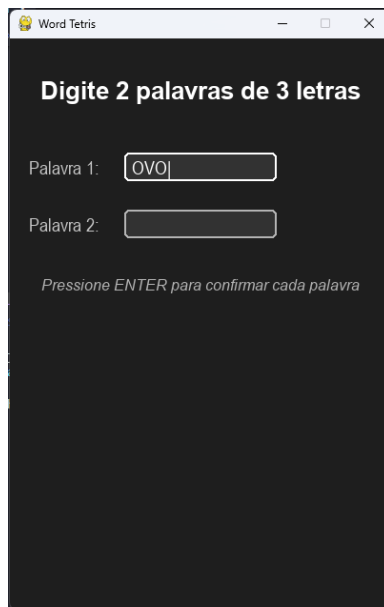 Word Tetris
Digite 2 palavras de 3 letras
Palavra 1: OVO
Palavra 2:
Pressione ENTER para confirmar cada palavra